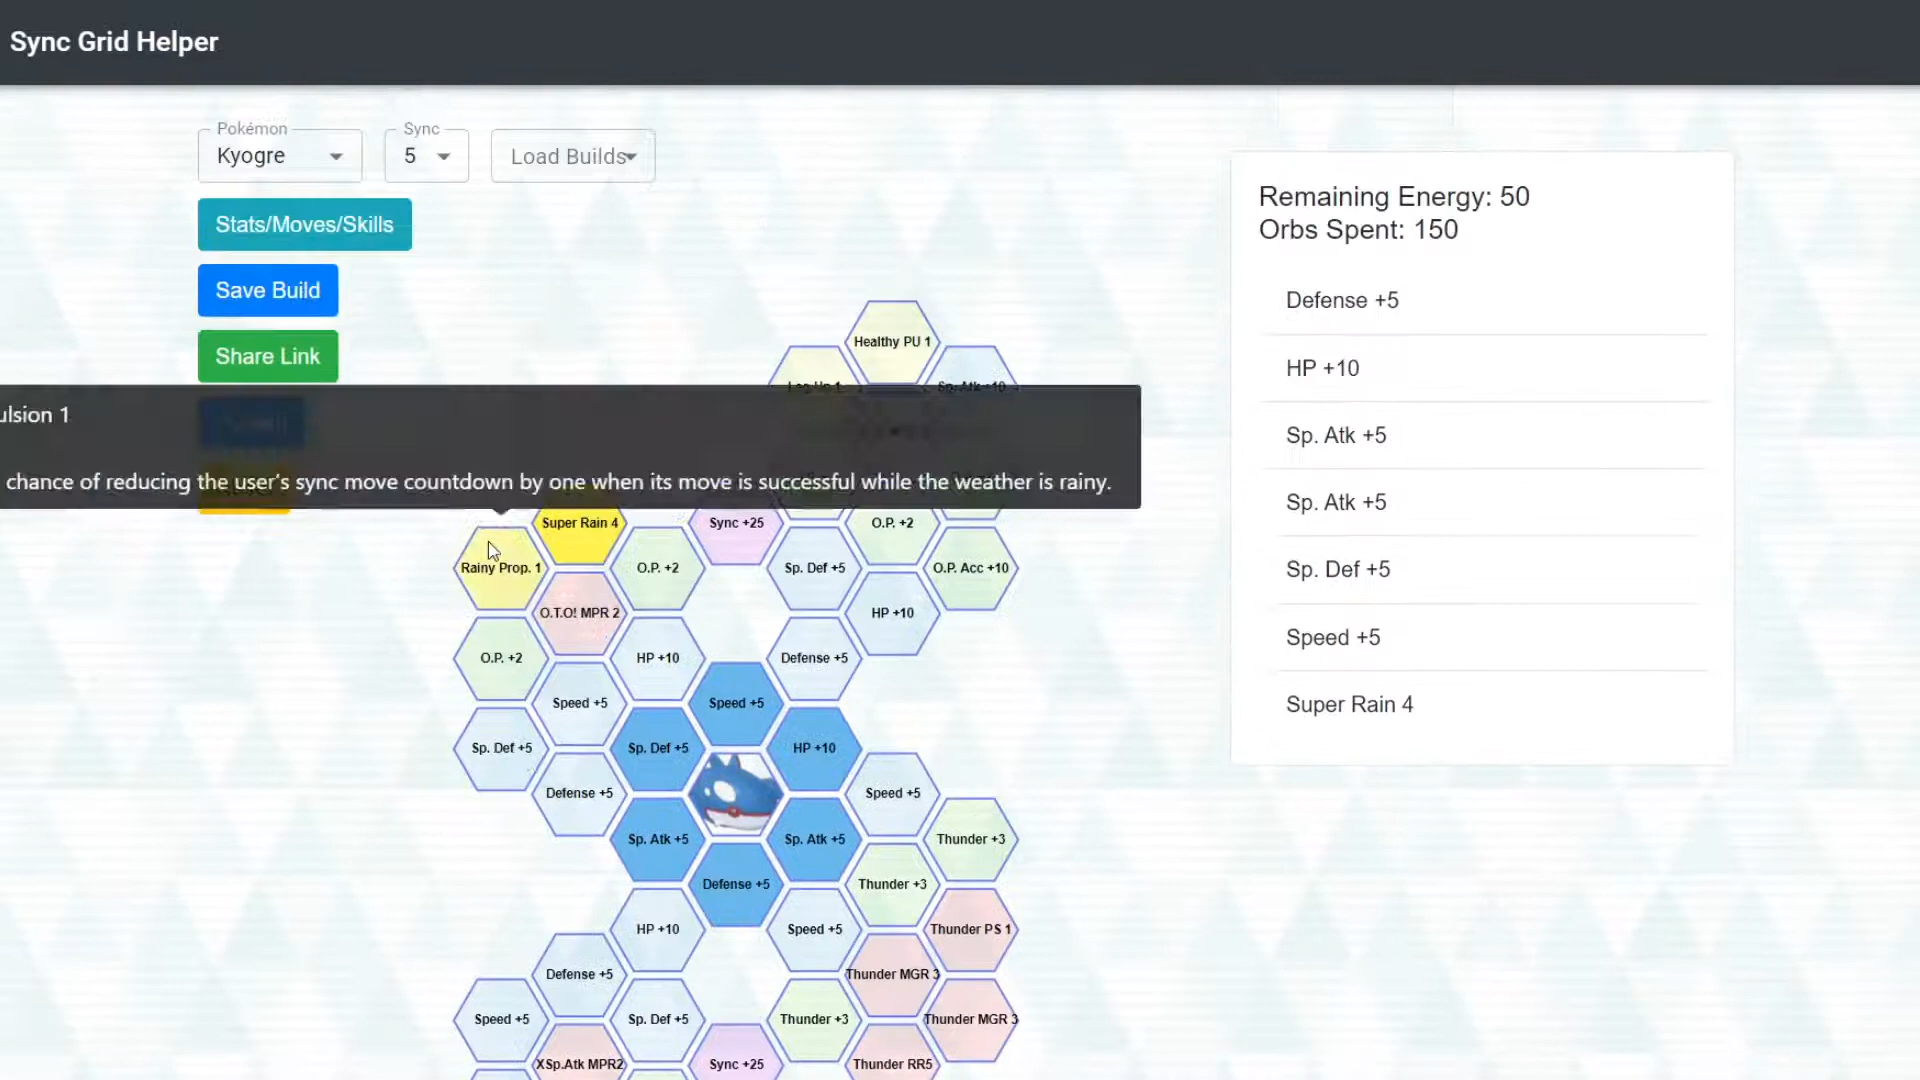 Sync Grid Helper
Pokémon
Kyogre
Sync
5
Load Builds
Stats/Moves/Skills
Save Build
Share Link
Remaining Energy: 50
Orbs Spent: 150
Defense +5
HP +10
Sp. Atk +5
Sp. Atk +5
Sp. Def +5
Speed +5
Super Rain 4
ulsion 1
chance of reducing the user's sync move countdown by one when its move is successful while the weather is rainy.
Healthy PU 1
Sp. Atk +10
Super Rain 4
Sync +25
O.P. +2
Rainy Prop. 1
O.P. +2
Sp. Def +5
O.P. Acc +10
O.T.O! MPR 2
HP +10
O.P. +2
HP +10
Defense +5
Speed +5
Speed +5
Sp. Def +5
Sp. Def +5
HP +10
Defense +5
Speed +5
Sp. Atk +5
Sp. Atk +5
Thunder +3
Defense +5
Thunder +3
HP +10
Speed +5
Thunder PS 1
Defense +5
Thunder MGR 3
Speed +5
Sp. Def +5
Thunder +3
Thunder MGR 3
XSp.Atk MPR2
Sync +25
Thunder RR5